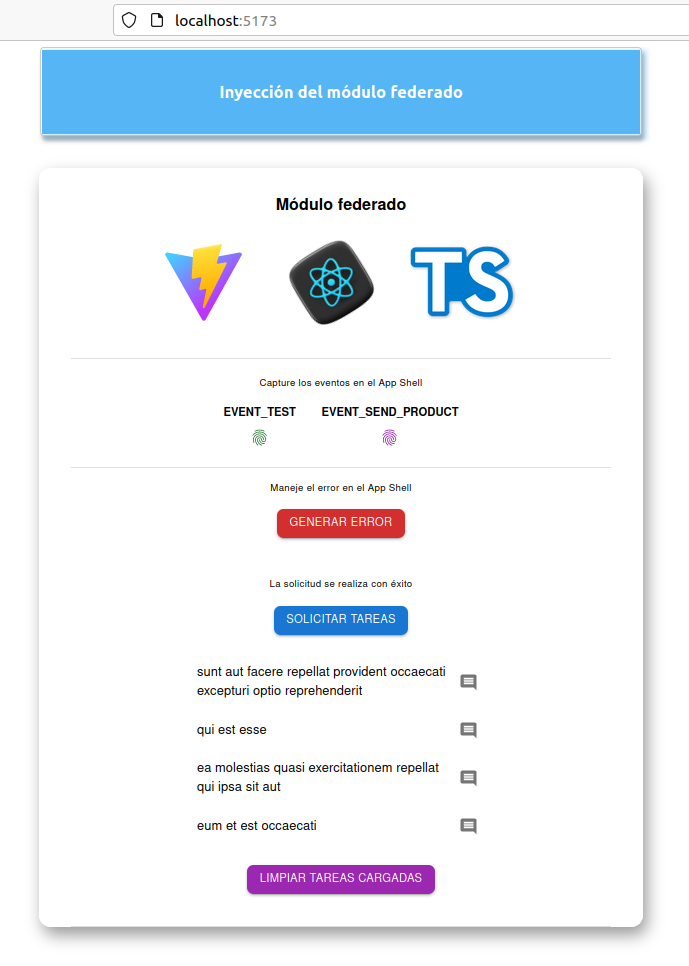 localhost:5173
Inyección del módulo federado
Módulo federado
TS
Capture los eventos en el App Shell
EVENT_TEST EVENT_SEND_PRODUCT
Maneje el error en el App Shell
GENERAR ERROR
La solicitud se realiza con éxito
SOLICITAR TAREAS
sunt aut facere repellat provident occaecati
excepturi optio reprehenderit
qui est esse
ea molestias quasi exercitationem repellat
qui ipsa sit aut
eum et est occaecati
LIMPIAR TAREAS CARGADAS